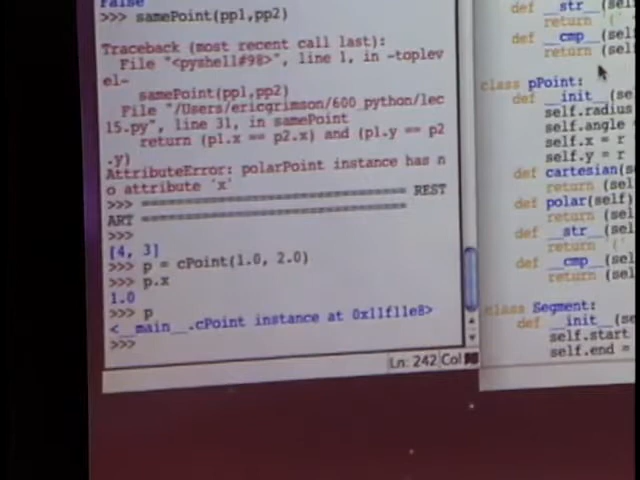 False
>>> samePoint(pp1,pp2)
Traceback (most recent call last):
File "<pyshell#98>", line 1, in -toplev
el-
samePoint(pp1,pp2)
File "/Users/ericgrimson/600_python/lec
15.py", line 31, in samePoint
return (p1.x == p2.x) and (p1.y == p2
.y)
AttributeError: polarPoint instance has n
o attribute 'x'
>>> ================================ REST
ART ================================
>>>
[4, 3]
>>> p = cPoint(1.0, 2.0)
>>> p.x
1.0
>>> p
<__main__.cPoint instance at 0x11f11e8>
>>>
Ln: 242 Col
def __str__(sel
return '('
def __cmp__(sel
return (sel
class pPoint:
def __init__(se
self.radius
self.angle
self.x = r
self.y = r
def cartesian(s
return (sel
def polar(self)
return (sel
def __str__(sel
return '('
def __cmp__(sel
return (sel
class Segment:
def __init__(se
self.start
self.end =